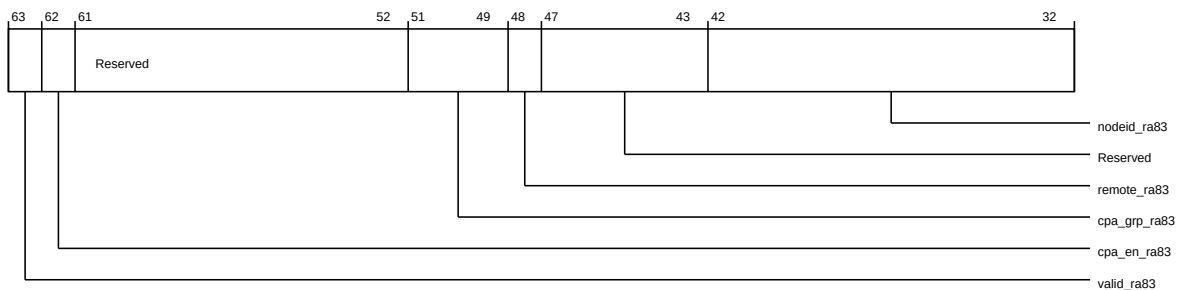 63 62 61 52 51 49 48 47 43 42 32
Reserved
nodeid_ra83
Reserved
remote_ra83
cpa_grp_ra83
cpa_en_ra83
valid_ra83